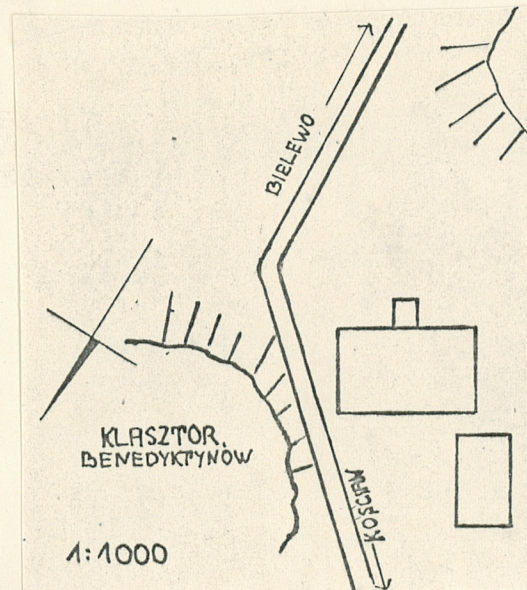 BIELEWO
KLASZTOR.
BENEDYKTYNÓW
KOŚCIAN
1:1000